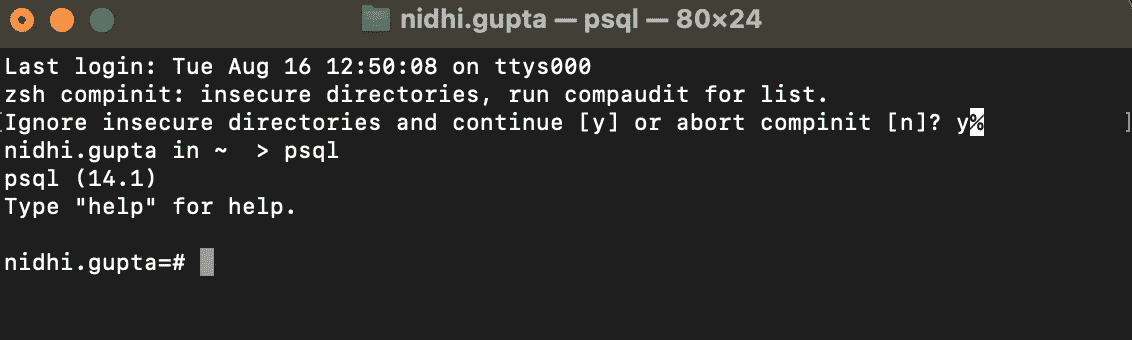 nidhi.gupta — psql — 80×24
Last login: Tue Aug 16 12:50:08 on ttys000
zsh compinit: insecure directories, run compaudit for list.
[Ignore insecure directories and continue [y] or abort compinit [n]? y% ]
nidhi.gupta in ~  > psql
psql (14.1)
Type "help" for help.
nidhi.gupta=#